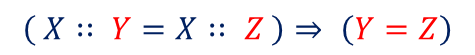 ( X :: Y = X :: Z ) ⇒ (Y = Z)